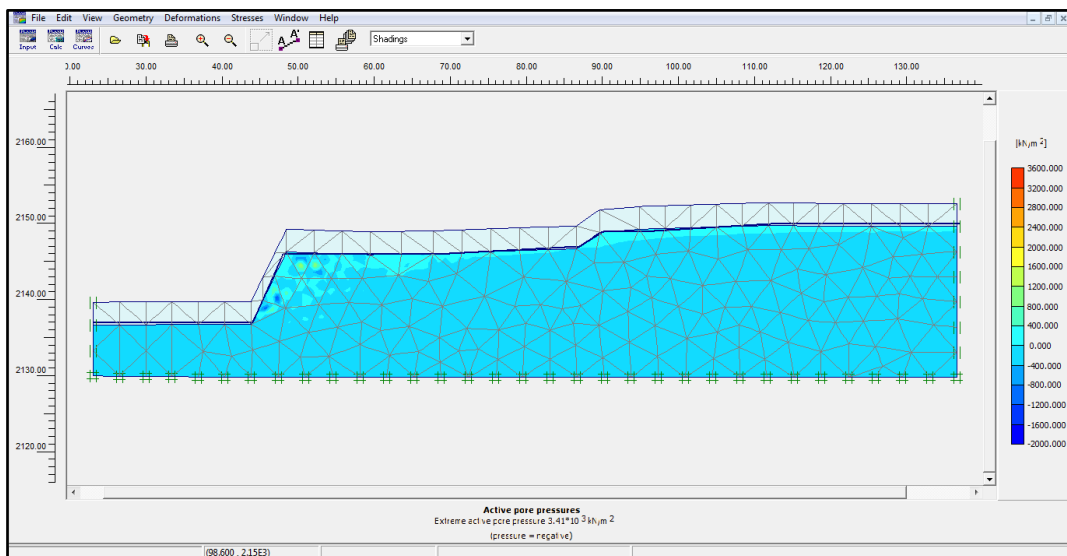 File Edit View Geometry Deformations Stresses Window Help
Input Calc Curves
Shadings
30.00 40.00 50.00 60.00 70.00 80.00 90.00 100.00 110.00 120.00 130.00
2160.00
2150.00
2140.00
2130.00
2120.00
[kN/m 2]
3600.000
3200.000
2800.000
2400.000
2000.000
1600.000
1200.000
800.000
400.000
0.000
-400.000
-800.000
-1200.000
-1600.000
-2000.000
Active pore pressures
Extreme active pore pressure 3.41*10 3 kN/m 2
(pressure = negative)
(98.600 , 2.15E3)